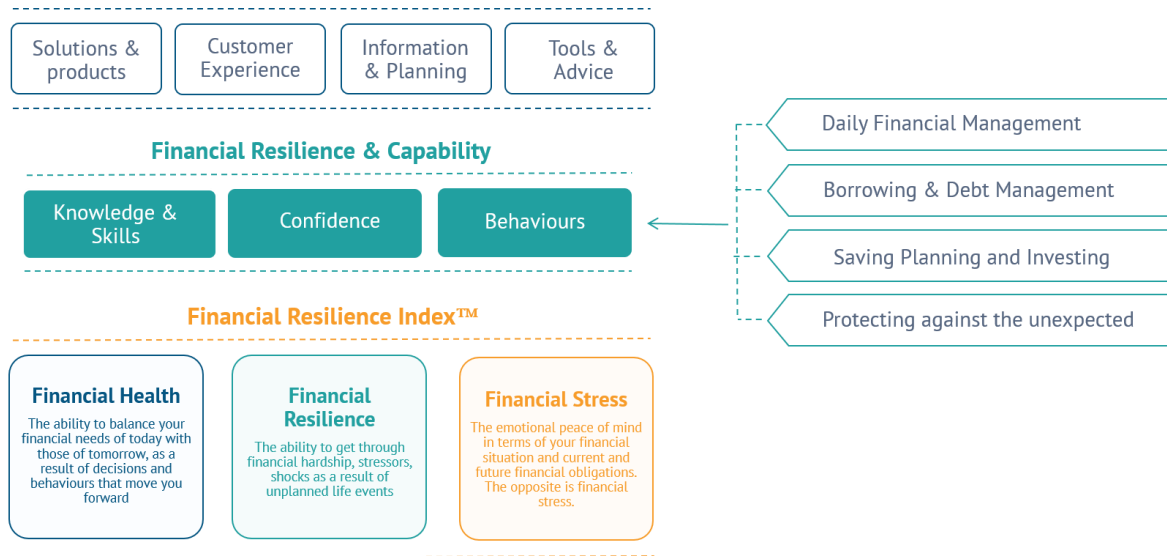 Solutions &
products
Customer
Experience
Information
& Planning
Tools &
Advice
Financial Resilience & Capability
Knowledge &
Skills
Confidence
Behaviours
Daily Financial Management
Borrowing & Debt Management
Saving Planning and Investing
Protecting against the unexpected
Financial Resilience Index™
Financial Health
The ability to balance your
financial needs of today with
those of tomorrow, as a
result of decisions and
behaviours that move you
forward
Financial
Resilience
The ability to get through
financial hardship, stressors,
shocks as a result of
unplanned life events
Financial Stress
The emotional peace of mind
in terms of your financial
situation and current and
future financial obligations.
The opposite is financial
stress.